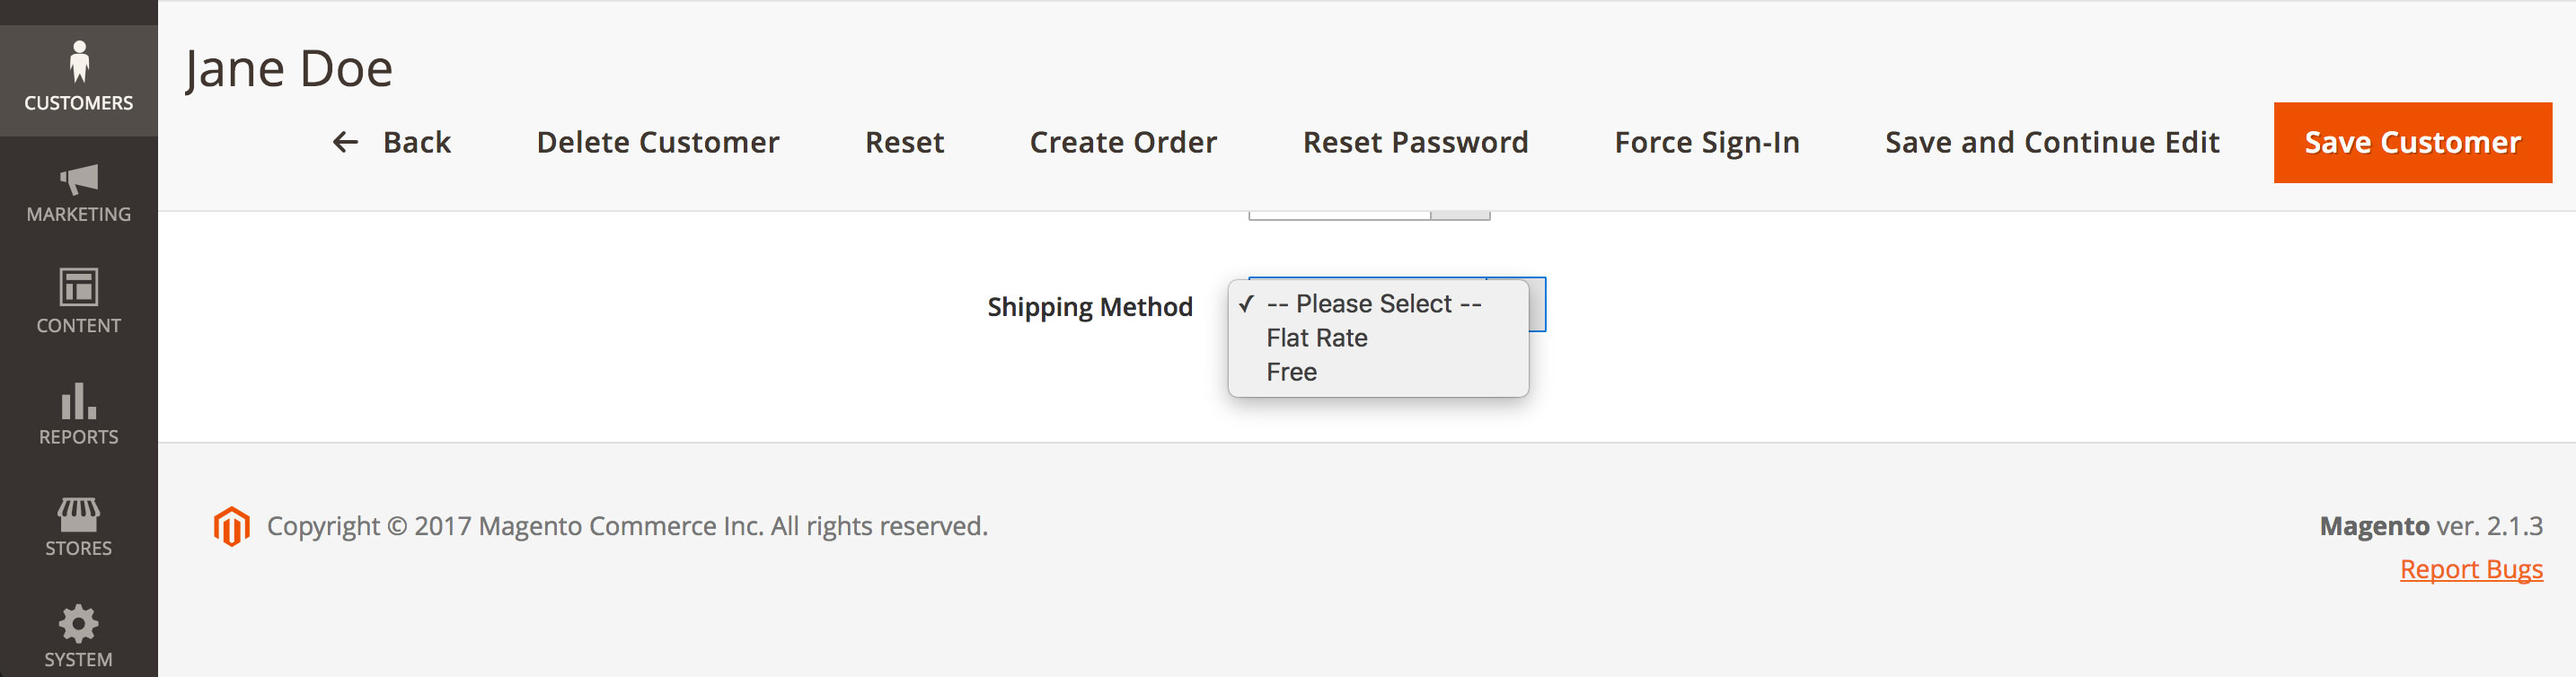 CUSTOMERS
MARKETING
CONTENT
REPORTS
STORES
SYSTEM
Jane Doe
← Back Delete Customer Reset Create Order Reset Password Force Sign-In Save and Continue Edit Save Customer
Shipping Method
✓ -- Please Select --
Flat Rate
Free
Copyright © 2017 Magento Commerce Inc. All rights reserved.
Magento ver. 2.1.3
Report Bugs